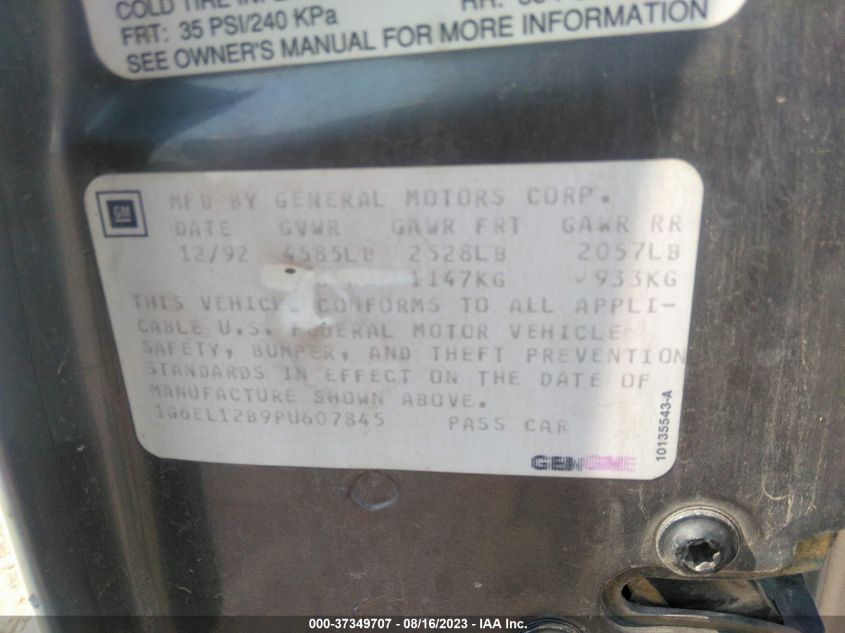 COLD TIRE
FRT: 35 PSI/240 KPa RR:
SEE OWNER'S MANUAL FOR MORE INFORMATION
GM MFD BY GENERAL MOTORS CORP.
DATE GVWR GAWR FRT GAWR RR
12/92 4585LB 2528LB 2057LB
1147KG 933KG
THIS VEHICLE CONFORMS TO ALL APPLI-
CABLE U.S. FEDERAL MOTOR VEHICLE
SAFETY, BUMPER, AND THEFT PREVENTION
STANDARDS IN EFFECT ON THE DATE OF
MANUFACTURE SHOWN ABOVE.
1G6EL12B9PU607845 PASS CAR
GENUINE
10135543-A
000-37349707 - 08/16/2023 - IAA Inc.